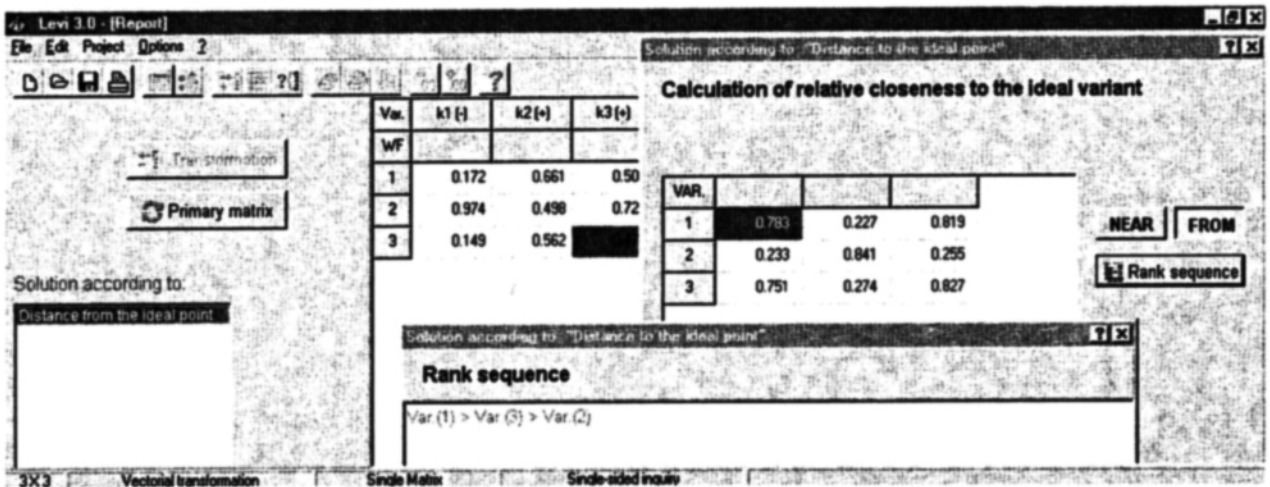 Levi 3.0 - [Report]
File Edit Project Options ?
?
Transformation
Primary matrix
Solution according to:
Distance from the ideal point
Var. k1 (-) k2 (+) k3 (+)
WF
1 0.172 0.661 0.50
2 0.974 0.498 0.72
3 0.149 0.562
Solution according to: "Distance to the ideal point"
Calculation of relative closeness to the ideal variant
VAR.
1 0.783 0.227 0.819
2 0.233 0.841 0.255
3 0.751 0.274 0.827
NEAR FROM
Rank sequence
Solution according to: "Distance to the ideal point"
Rank sequence
Var.(1) > Var.(3) > Var.(2)
3X3 Vectorial transformation Single Matrix Single-sided inquiry